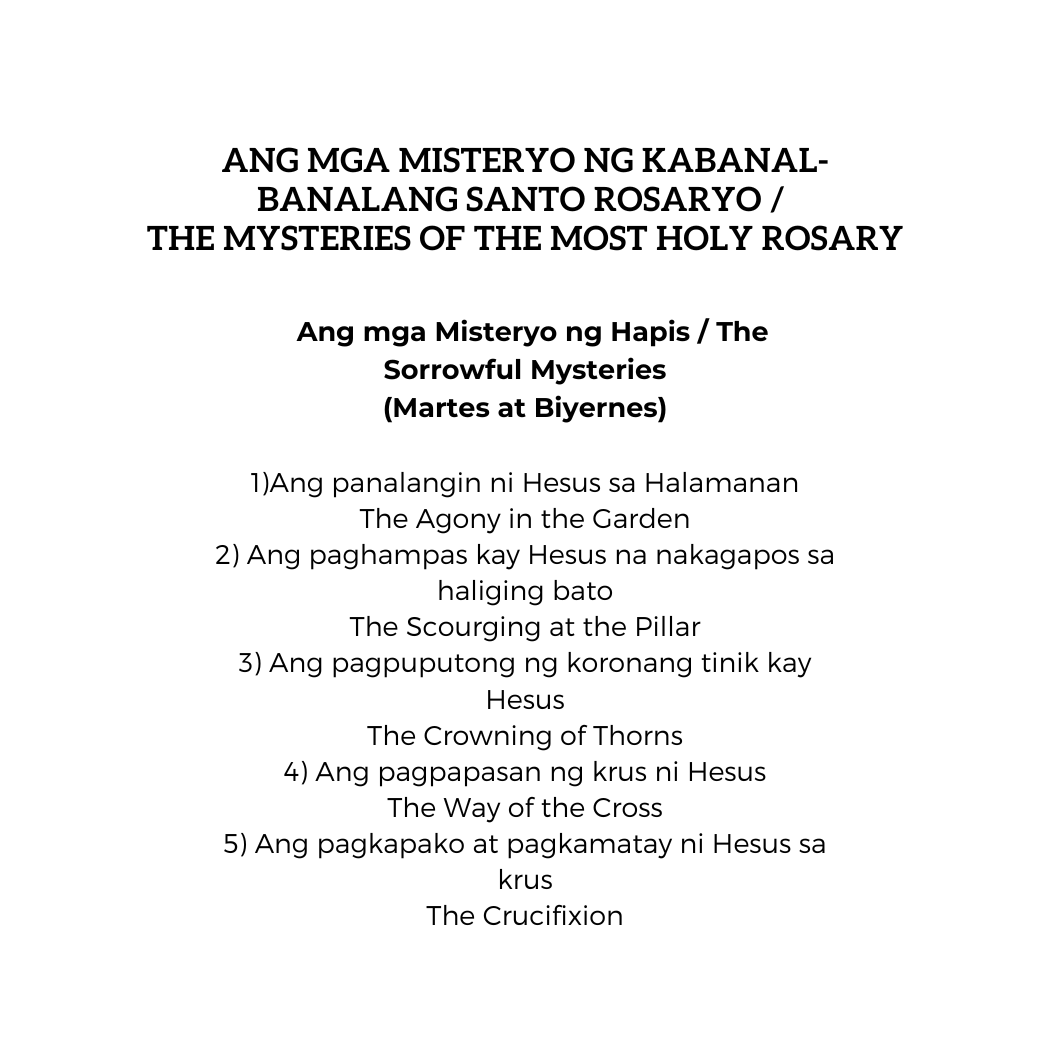 ANG MGA MISTERYO NG KABANAL-
BANALANG SANTO ROSARYO /
THE MYSTERIES OF THE MOST HOLY ROSARY
Ang mga Misteryo ng Hapis / The
Sorrowful Mysteries
(Martes at Biyernes)
1)Ang panalangin ni Hesus sa Halamanan
The Agony in the Garden
2) Ang paghampas kay Hesus na nakagapos sa
haliging bato
The Scourging at the Pillar
3) Ang pagpuputong ng koronang tinik kay
Hesus
The Crowning of Thorns
4) Ang pagpapasan ng krus ni Hesus
The Way of the Cross
5) Ang pagkapako at pagkamatay ni Hesus sa
krus
The Crucifixion